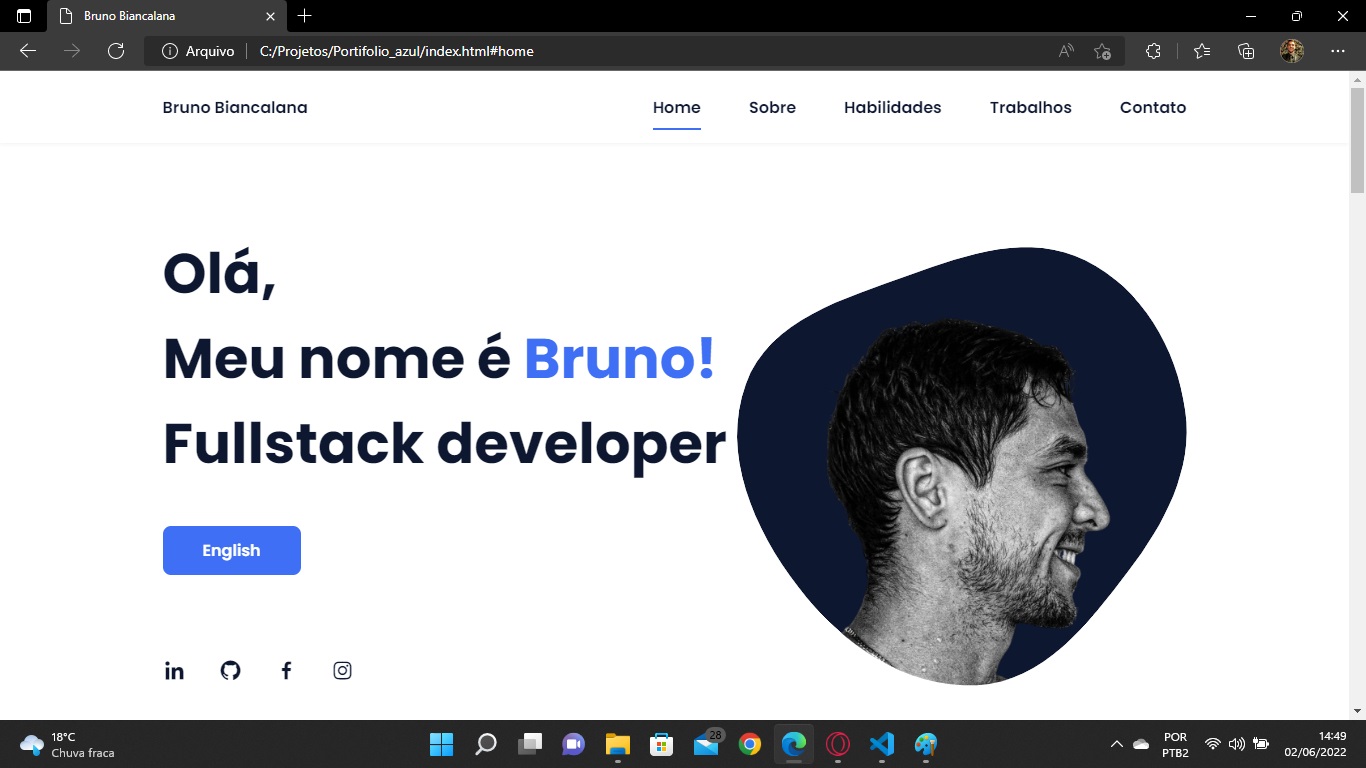 Bruno Biancalana
Arquivo C:/Projetos/Portifolio_azul/index.html#home
Bruno Biancalana Home Sobre Habilidades Trabalhos Contato
Olá,
Meu nome é Bruno!
Fullstack developer
English
18°C
Chuva fraca
28
POR
PTB2
14:49
02/06/2022